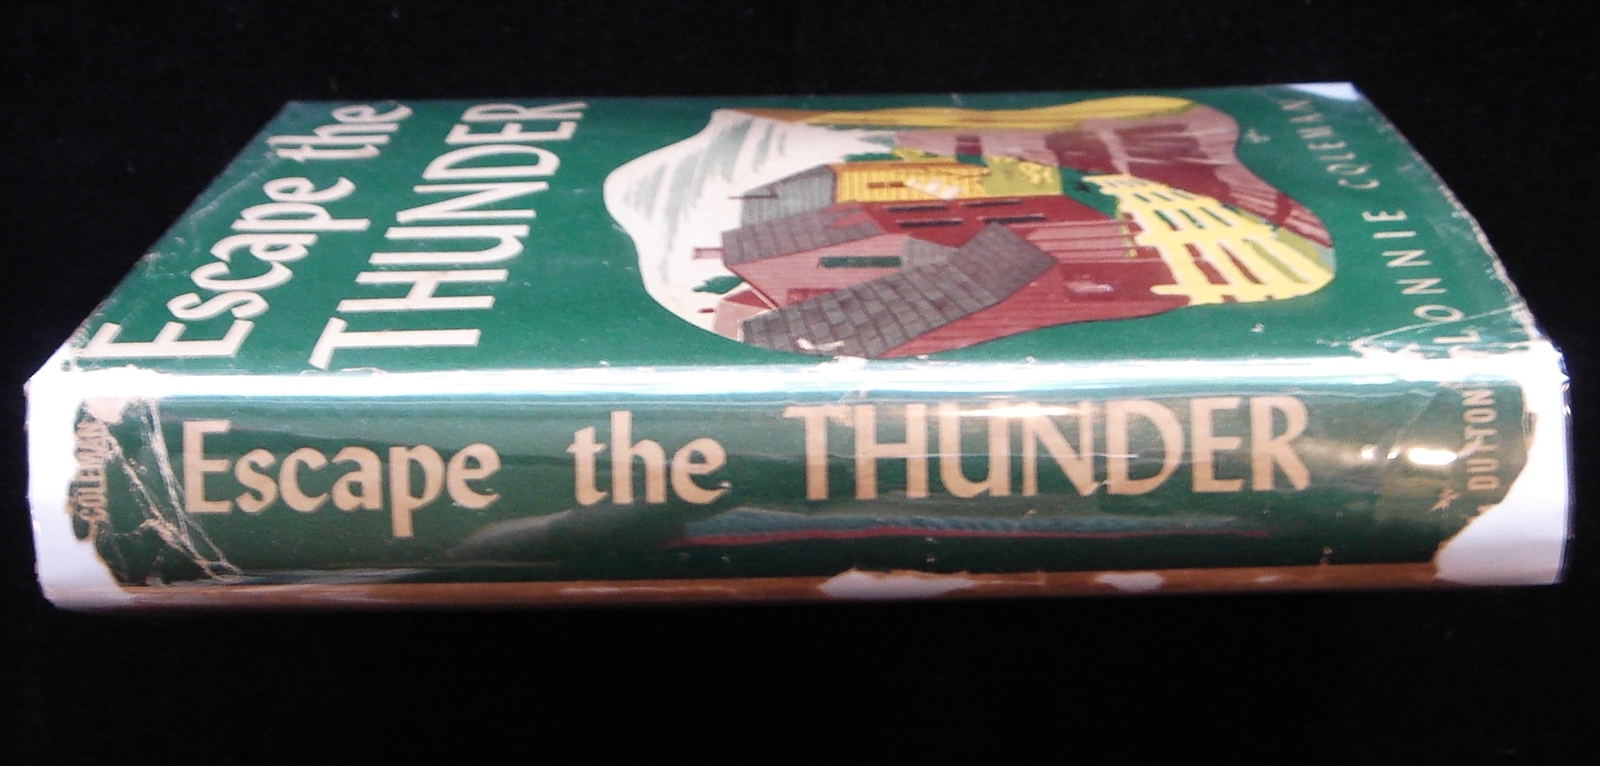 Escape the
THUNDER
LONNIE COLEMAN
COLEMAN
Escape the THUNDER
DUTTON